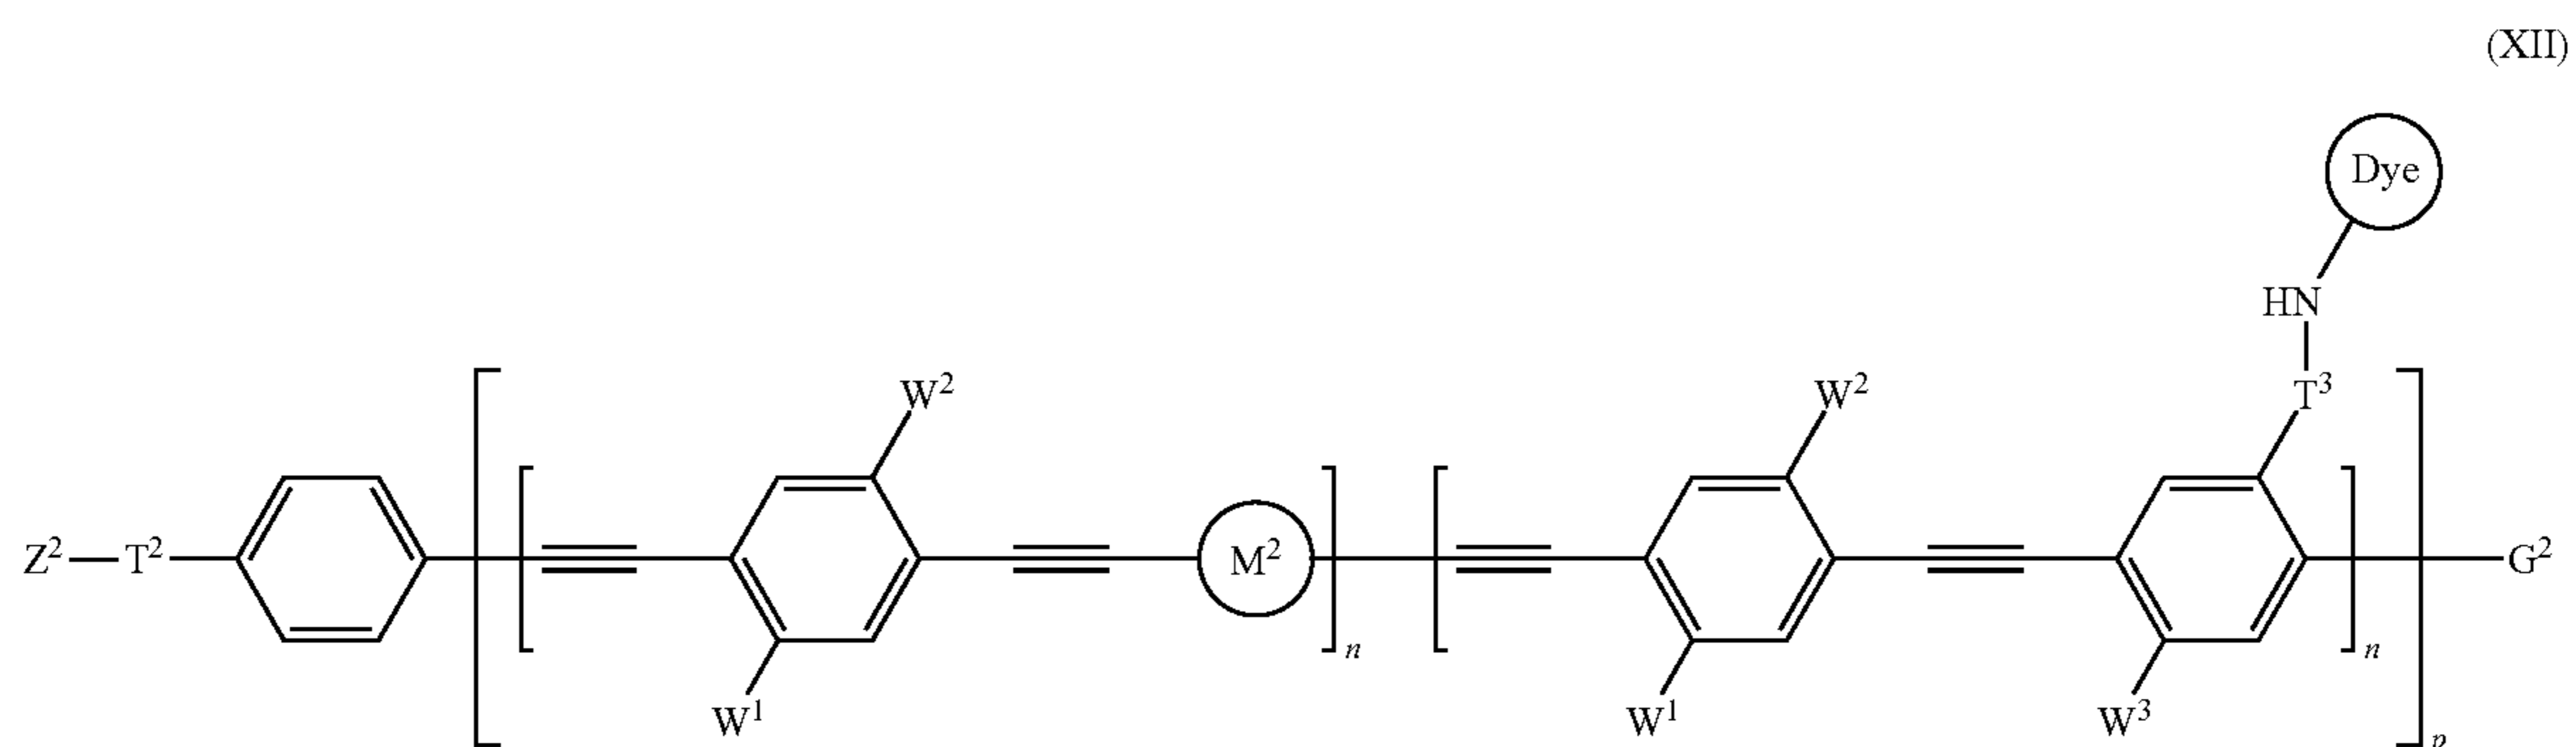 (XII)
Dye
HN
W² W² T³
Z²—T² M² G²
n n
W¹ W¹ W³
p